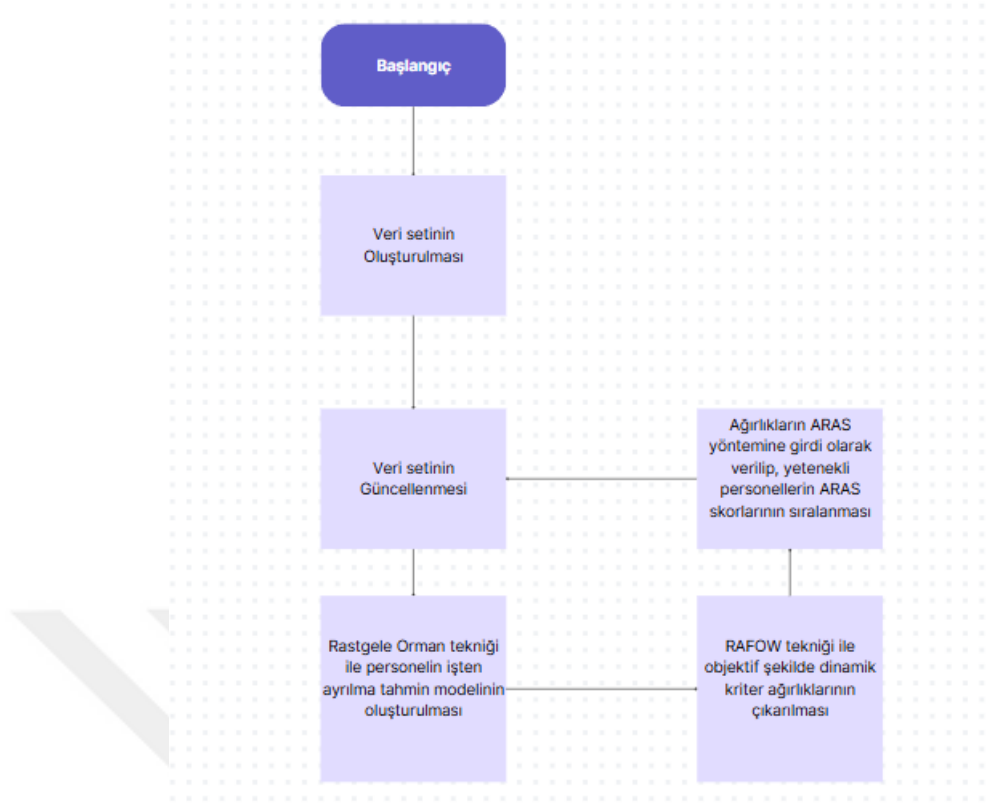 Başlangıç
Veri setinin
Oluşturulması
Veri setinin
Güncellenmesi
Ağırlıkların ARAS
yöntemine girdi olarak
verilip, yetenekli
personellerin ARAS
skorlarının sıralanması
Rastgele Orman tekniği
ile personelin işten
ayrılma tahmin modelinin
oluşturulması
RAFOW tekniği ile
objektif şekilde dinamik
kriter ağırlıklarının
çıkarılması